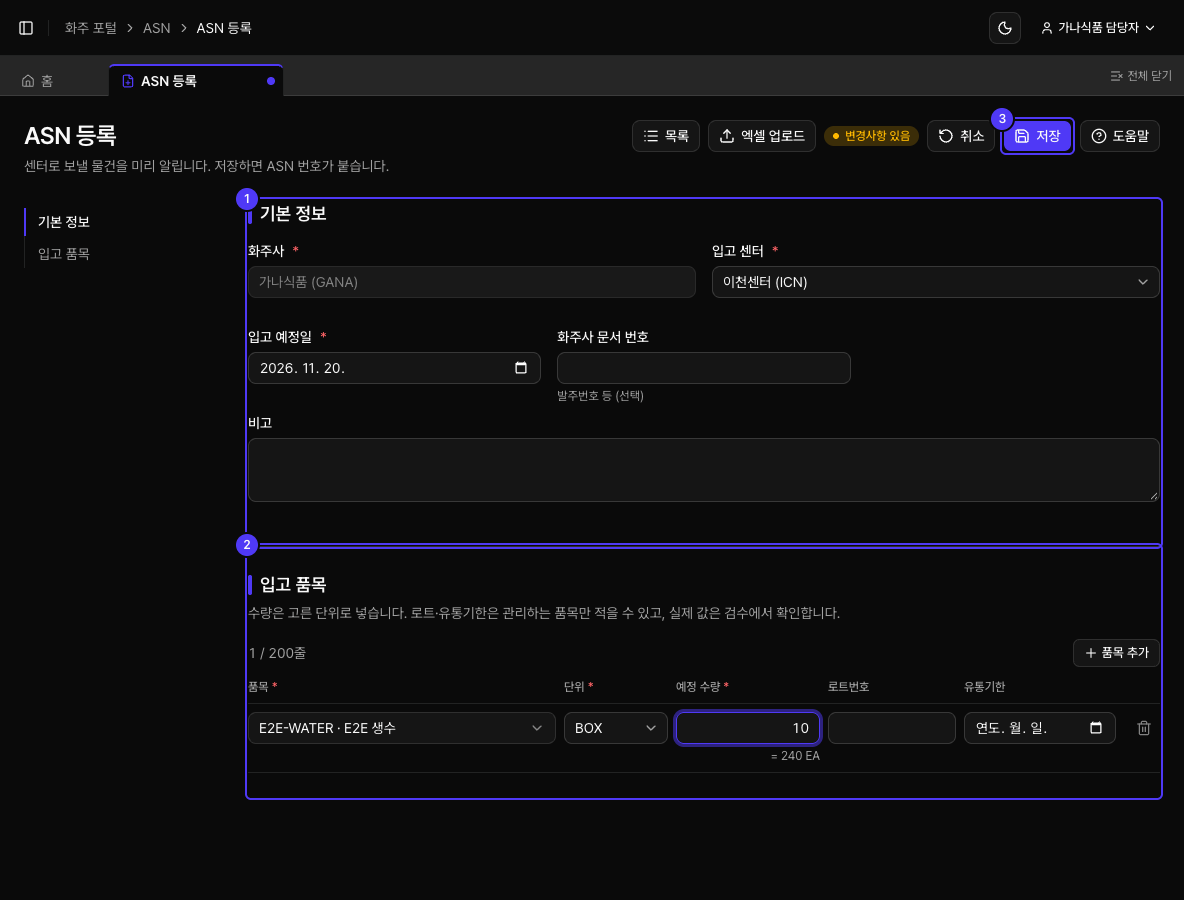 화주 포털 > ASN > ASN 등록
가나식품 담당자
홈
ASN 등록
전체 닫기
ASN 등록
목록
엑셀 업로드
변경사항 있음
취소
3
저장
도움말
센터로 보낼 물건을 미리 알립니다. 저장하면 ASN 번호가 붙습니다.
기본 정보
입고 품목
1
기본 정보
화주사 *
입고 센터 *
가나식품 (GANA)
이천센터 (ICN)
입고 예정일 *
화주사 문서 번호
2026. 11. 20.
발주번호 등 (선택)
비고
2
입고 품목
수량은 고른 단위로 넣습니다. 로트·유통기한은 관리하는 품목만 적을 수 있고, 실제 값은 검수에서 확인합니다.
1 / 200줄
+ 품목 추가
품목 * 단위 * 예정 수량 * 로트번호 유통기한
E2E-WATER · E2E 생수 BOX 10 연도. 월. 일.
= 240 EA